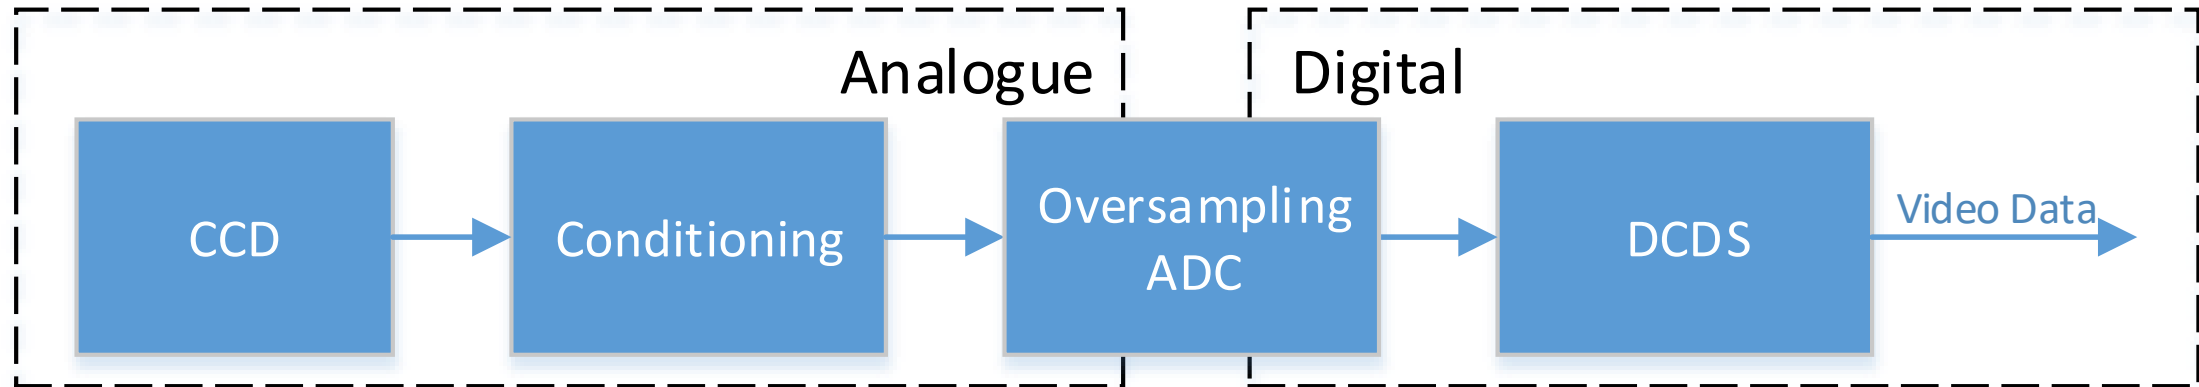 Analogue
Digital
CCD
Conditioning
Oversampling
ADC
DCDS
Video Data